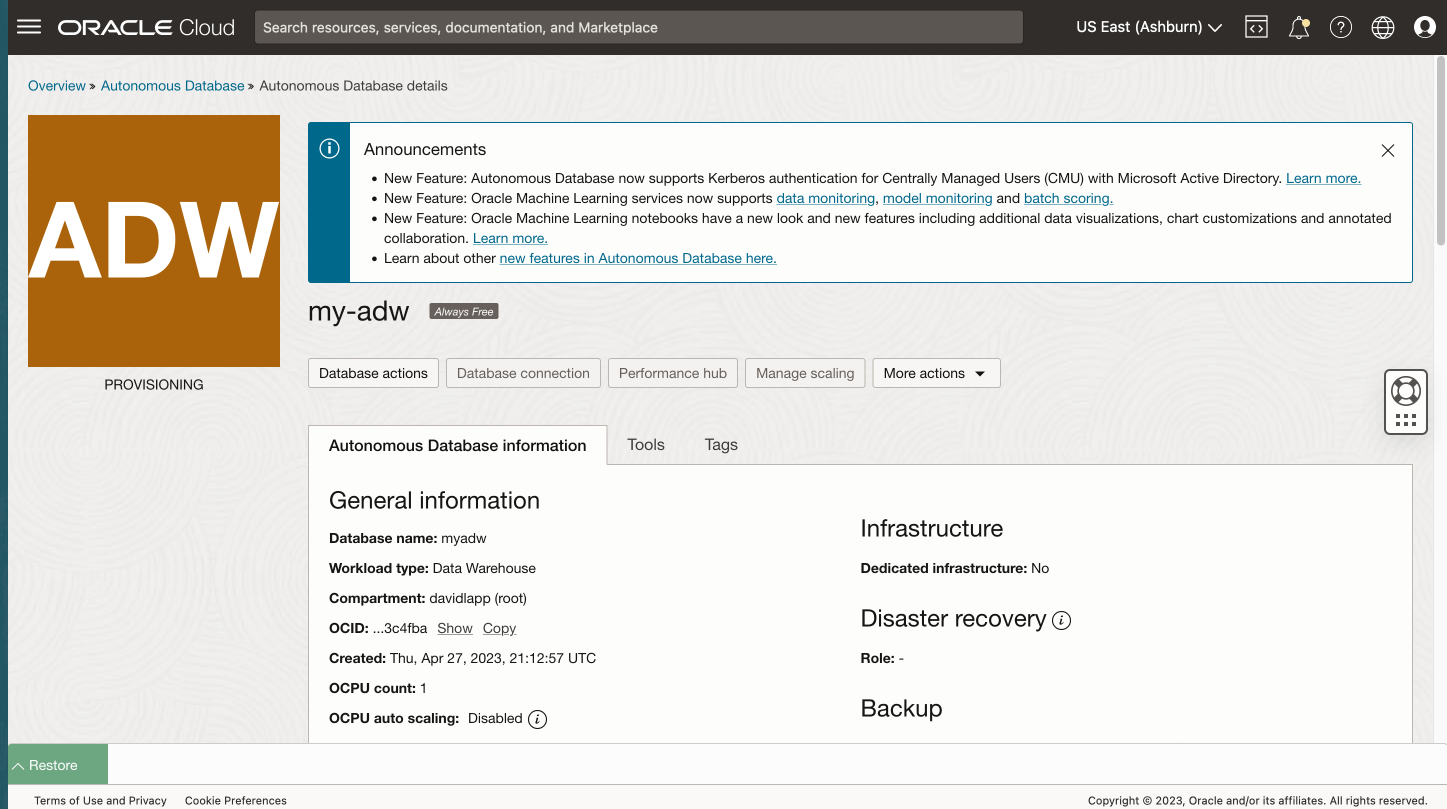 ORACLE Cloud
Search resources, services, documentation, and Marketplace
US East (Ashburn)
Overview » Autonomous Database » Autonomous Database details
ADW
PROVISIONING
Announcements
• New Feature: Autonomous Database now supports Kerberos authentication for Centrally Managed Users (CMU) with Microsoft Active Directory. Learn more.
• New Feature: Oracle Machine Learning services now supports data monitoring, model monitoring and batch scoring.
• New Feature: Oracle Machine Learning notebooks have a new look and new features including additional data visualizations, chart customizations and annotated
collaboration. Learn more.
• Learn about other new features in Autonomous Database here.
my-adw Always Free
Database actions Database connection Performance hub Manage scaling More actions
Autonomous Database information Tools Tags
General information
Database name: myadw
Workload type: Data Warehouse
Compartment: davidlapp (root)
OCID: ...3c4fba Show Copy
Created: Thu, Apr 27, 2023, 21:12:57 UTC
OCPU count: 1
OCPU auto scaling: Disabled
Infrastructure
Dedicated infrastructure: No
Disaster recovery
Role: -
Backup
Restore
Terms of Use and Privacy Cookie Preferences
Copyright © 2023, Oracle and/or its affiliates. All rights reserved.